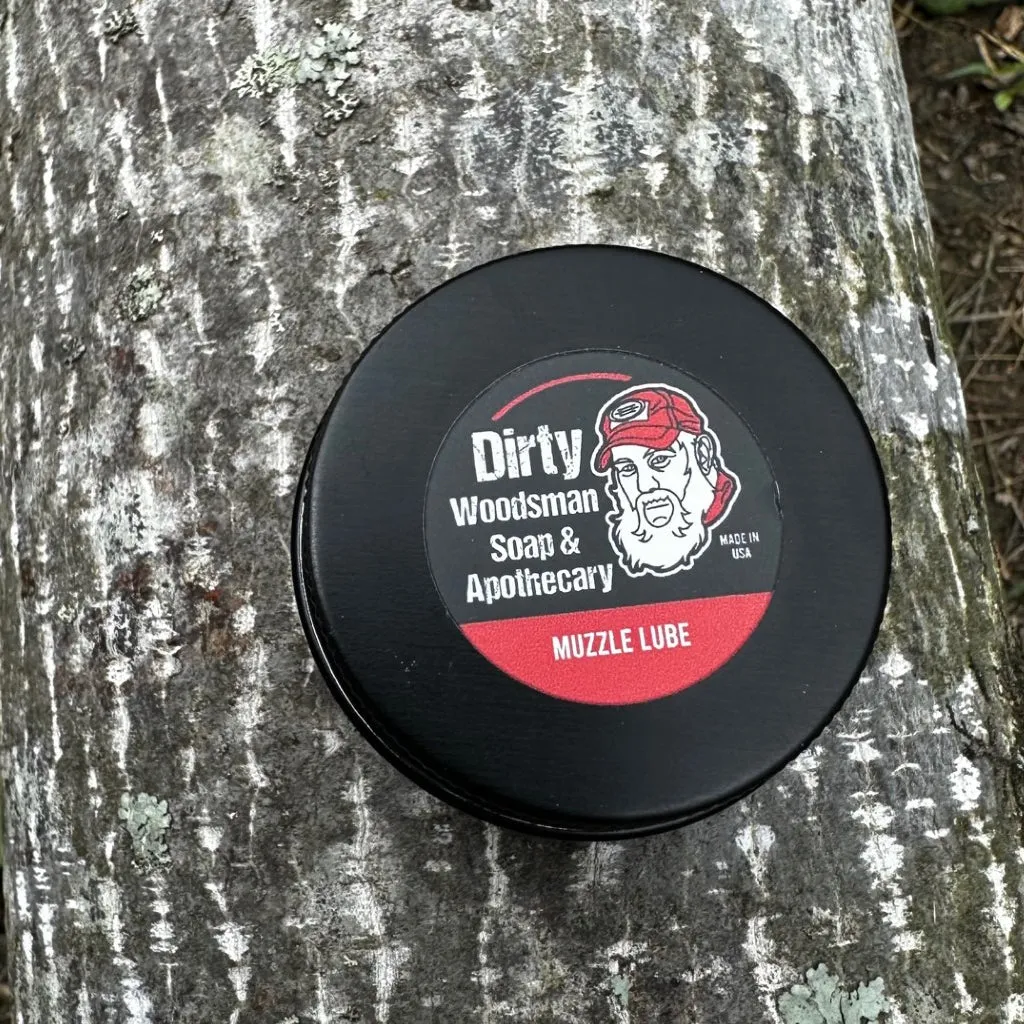 Dirty
Woodsman
Soap &
Apothecary
MADE IN
USA
MUZZLE LUBE